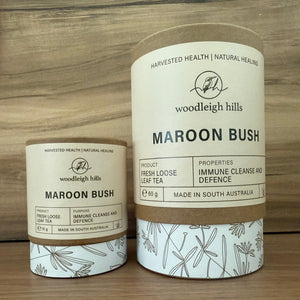 HARVESTED HEALTH | NATURAL HEALING
woodleigh hills
MAROON BUSH
PRODUCT
FRESH LOOSE
LEAF TEA
PURPOSE
IMMUNE CLEANSE AND
DEFENCE
MADE IN SOUTH AUSTRALIA
HARVESTED HEALTH | NATURAL HEALING
woodleigh hills
MAROON BUSH
PRODUCT
FRESH LOOSE
LEAF TEA
e 60 g
PROPERTIES
IMMUNE CLEANSE AND
DEFENCE
MADE IN SOUTH AUSTRALIA